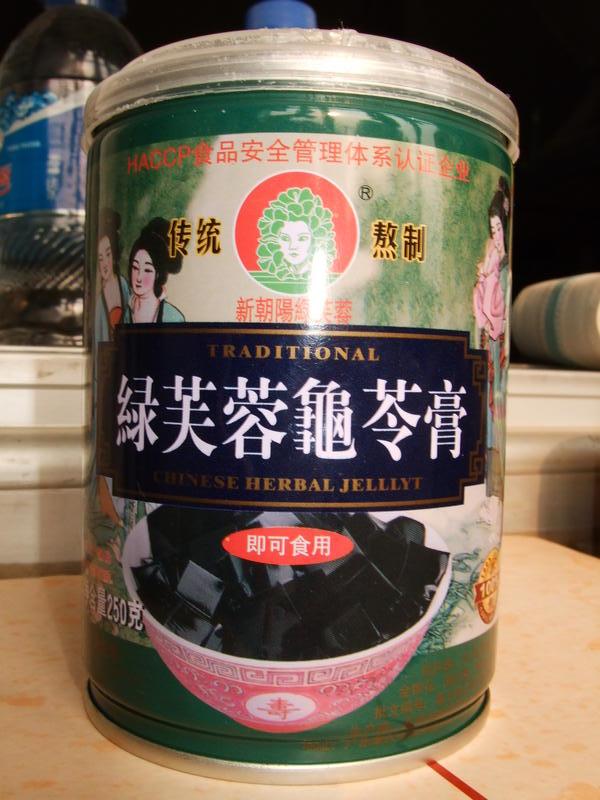 HACCP食品安全管理体系认证企业
传统
熬制
®
新朝陽綠芙蓉
TRADITIONAL
緑芙蓉龜苓膏
CHINESE HERBAL JELLLYT
即可食用
250克
寿